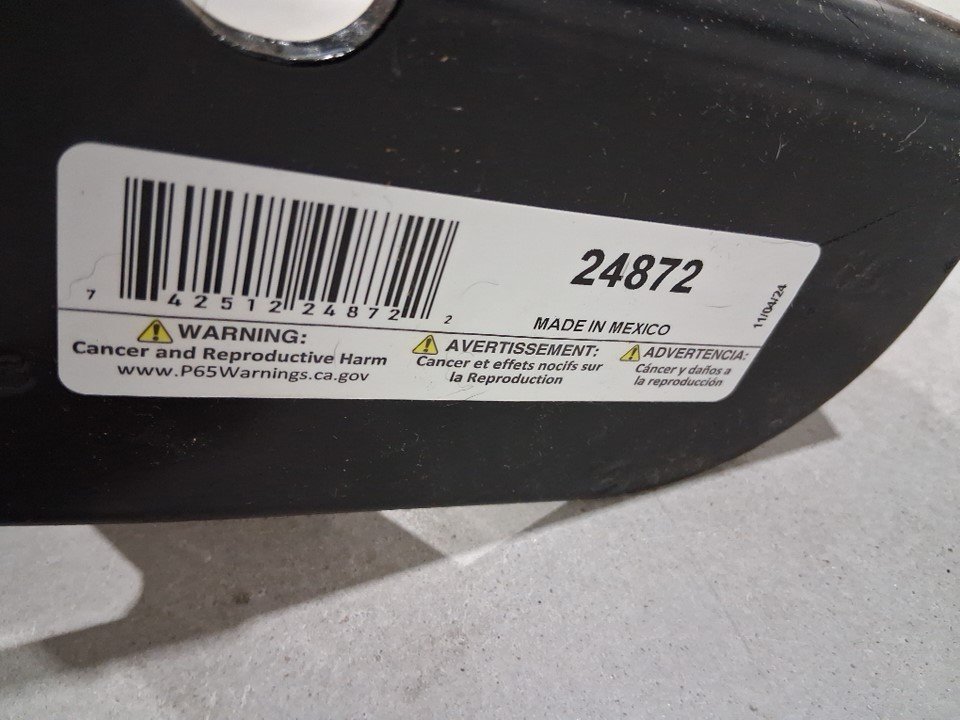 24872
7 42512 24872 2
MADE IN MEXICO
11/04/24
WARNING:
Cancer and Reproductive Harm
www.P65Warnings.ca.gov
AVERTISSEMENT:
Cancer et effets nocifs sur
la Reproduction
ADVERTENCIA:
Cáncer y daños a
la reproducción